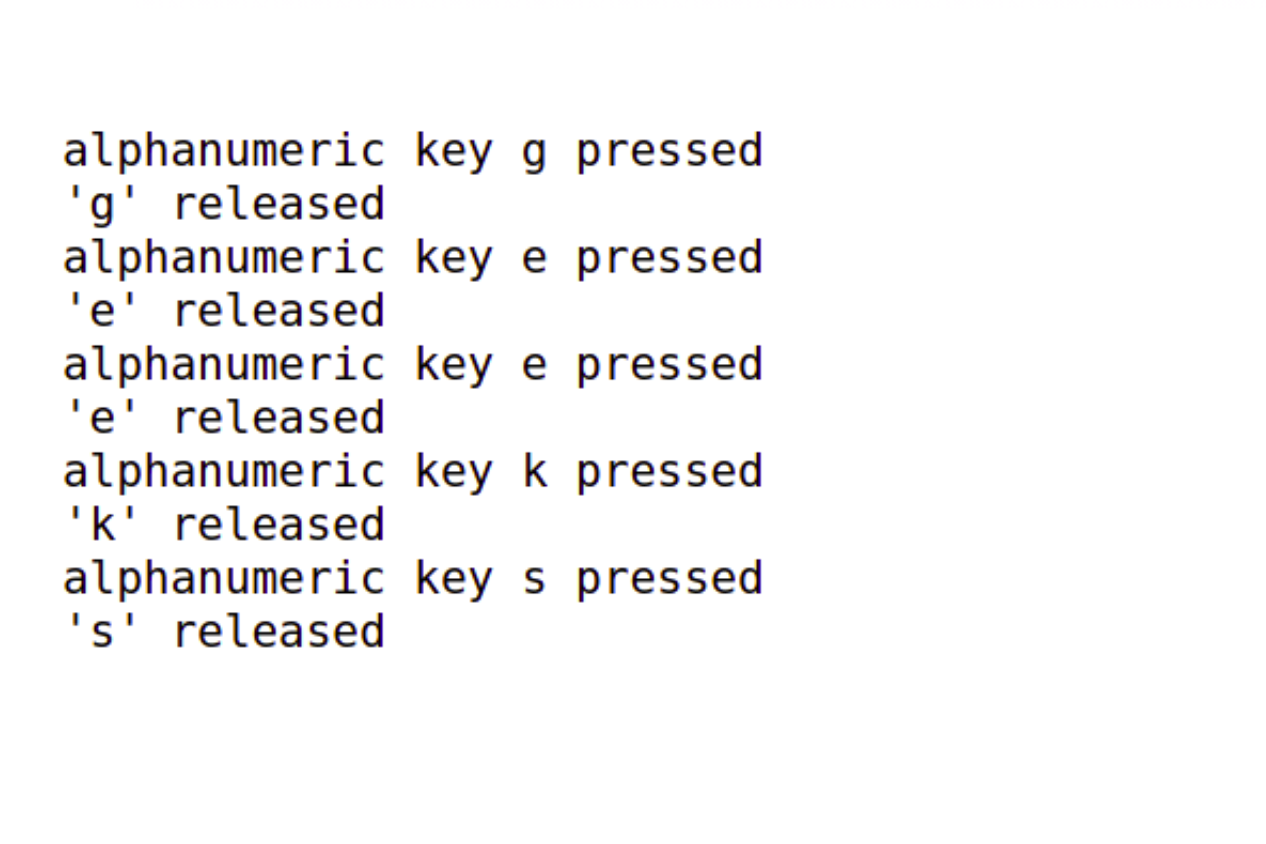 alphanumeric key g pressed
'g' released
alphanumeric key e pressed
'e' released
alphanumeric key e pressed
'e' released
alphanumeric key k pressed
'k' released
alphanumeric key s pressed
's' released